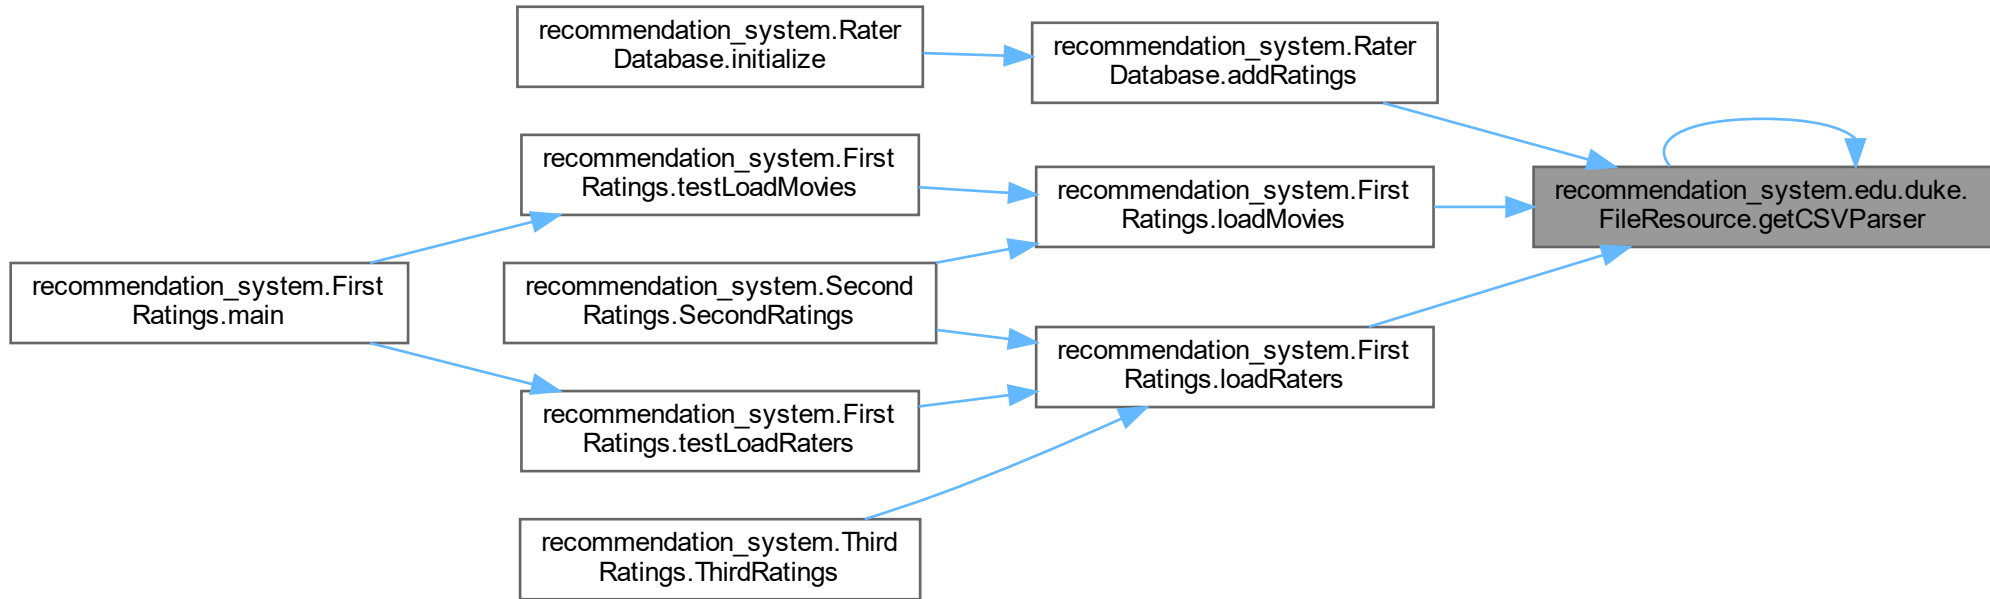 recommendation_system.Rater
Database.initialize
recommendation_system.Rater
Database.addRatings
recommendation_system.First
Ratings.testLoadMovies
recommendation_system.First
Ratings.loadMovies
recommendation_system.edu.duke.
FileResource.getCSVParser
recommendation_system.First
Ratings.main
recommendation_system.Second
Ratings.SecondRatings
recommendation_system.First
Ratings.loadRaters
recommendation_system.First
Ratings.testLoadRaters
recommendation_system.Third
Ratings.ThirdRatings